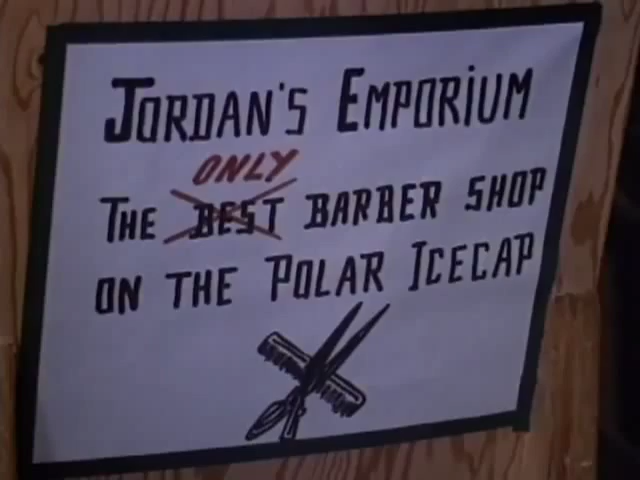 JORDAN'S EMPORIUM
ONLY
THE BEST BARBER SHOP
ON THE POLAR ICECAP